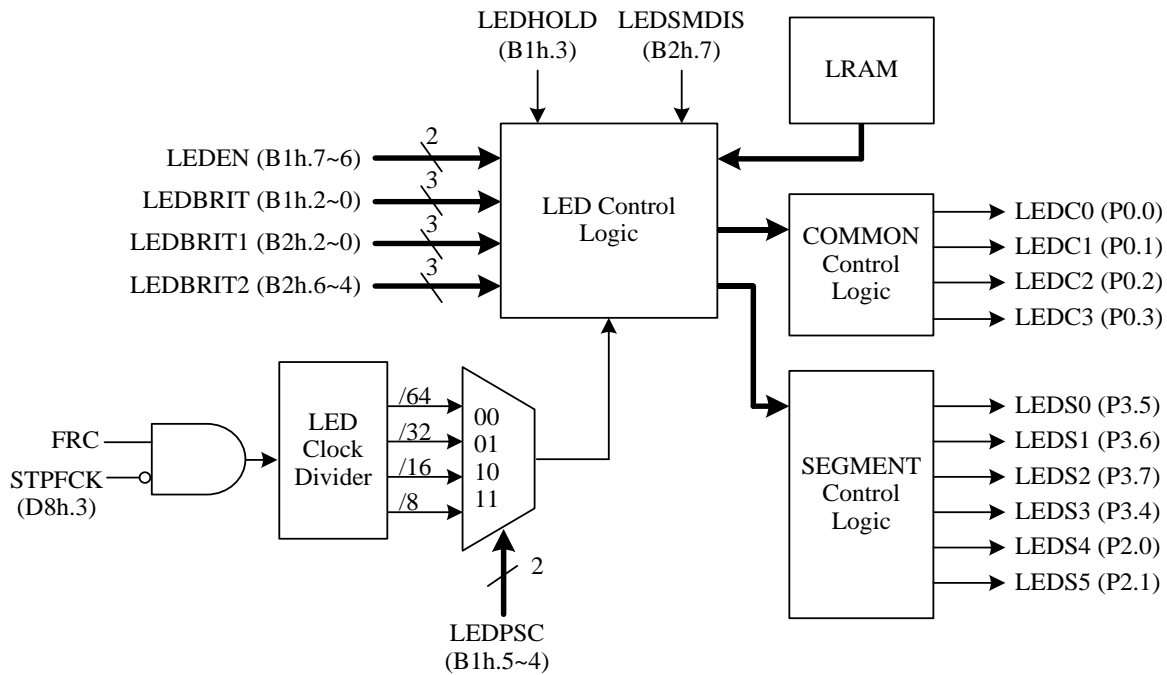 LEDHOLD
(B1h.3)
LEDSMDIS
(B2h.7)
LRAM
LEDEN (B1h.7~6)
2
LEDBRIT (B1h.2~0)
3
LEDBRIT1 (B2h.2~0)
3
LEDBRIT2 (B2h.6~4)
3
LED Control
Logic
COMMON
Control
Logic
LEDC0 (P0.0)
LEDC1 (P0.1)
LEDC2 (P0.2)
LEDC3 (P0.3)
FRC
STPFCK
(D8h.3)
LED
Clock
Divider
/64
/32
/16
/8
00
01
10
11
2
LEDPSC
(B1h.5~4)
SEGMENT
Control
Logic
LEDS0 (P3.5)
LEDS1 (P3.6)
LEDS2 (P3.7)
LEDS3 (P3.4)
LEDS4 (P2.0)
LEDS5 (P2.1)